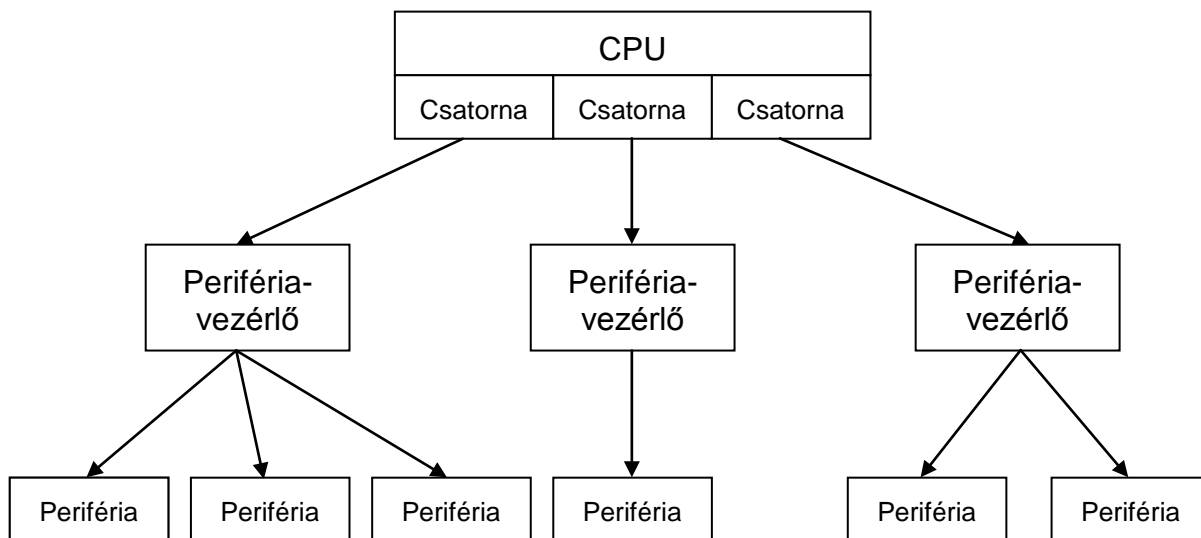 CPU
Csatorna
Csatorna
Csatorna
Periféria-
vezérlő
Periféria-
vezérlő
Periféria-
vezérlő
Periféria
Periféria
Periféria
Periféria
Periféria
Periféria